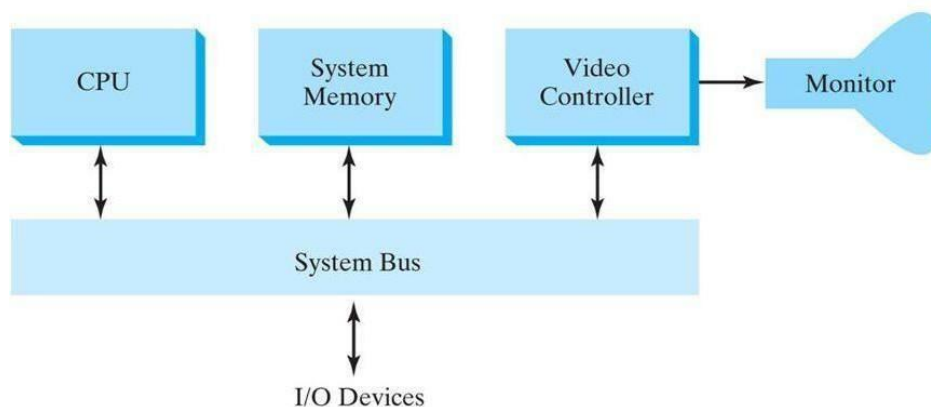 CPU
System
Memory
Video
Controller
Monitor
System Bus
I/O Devices